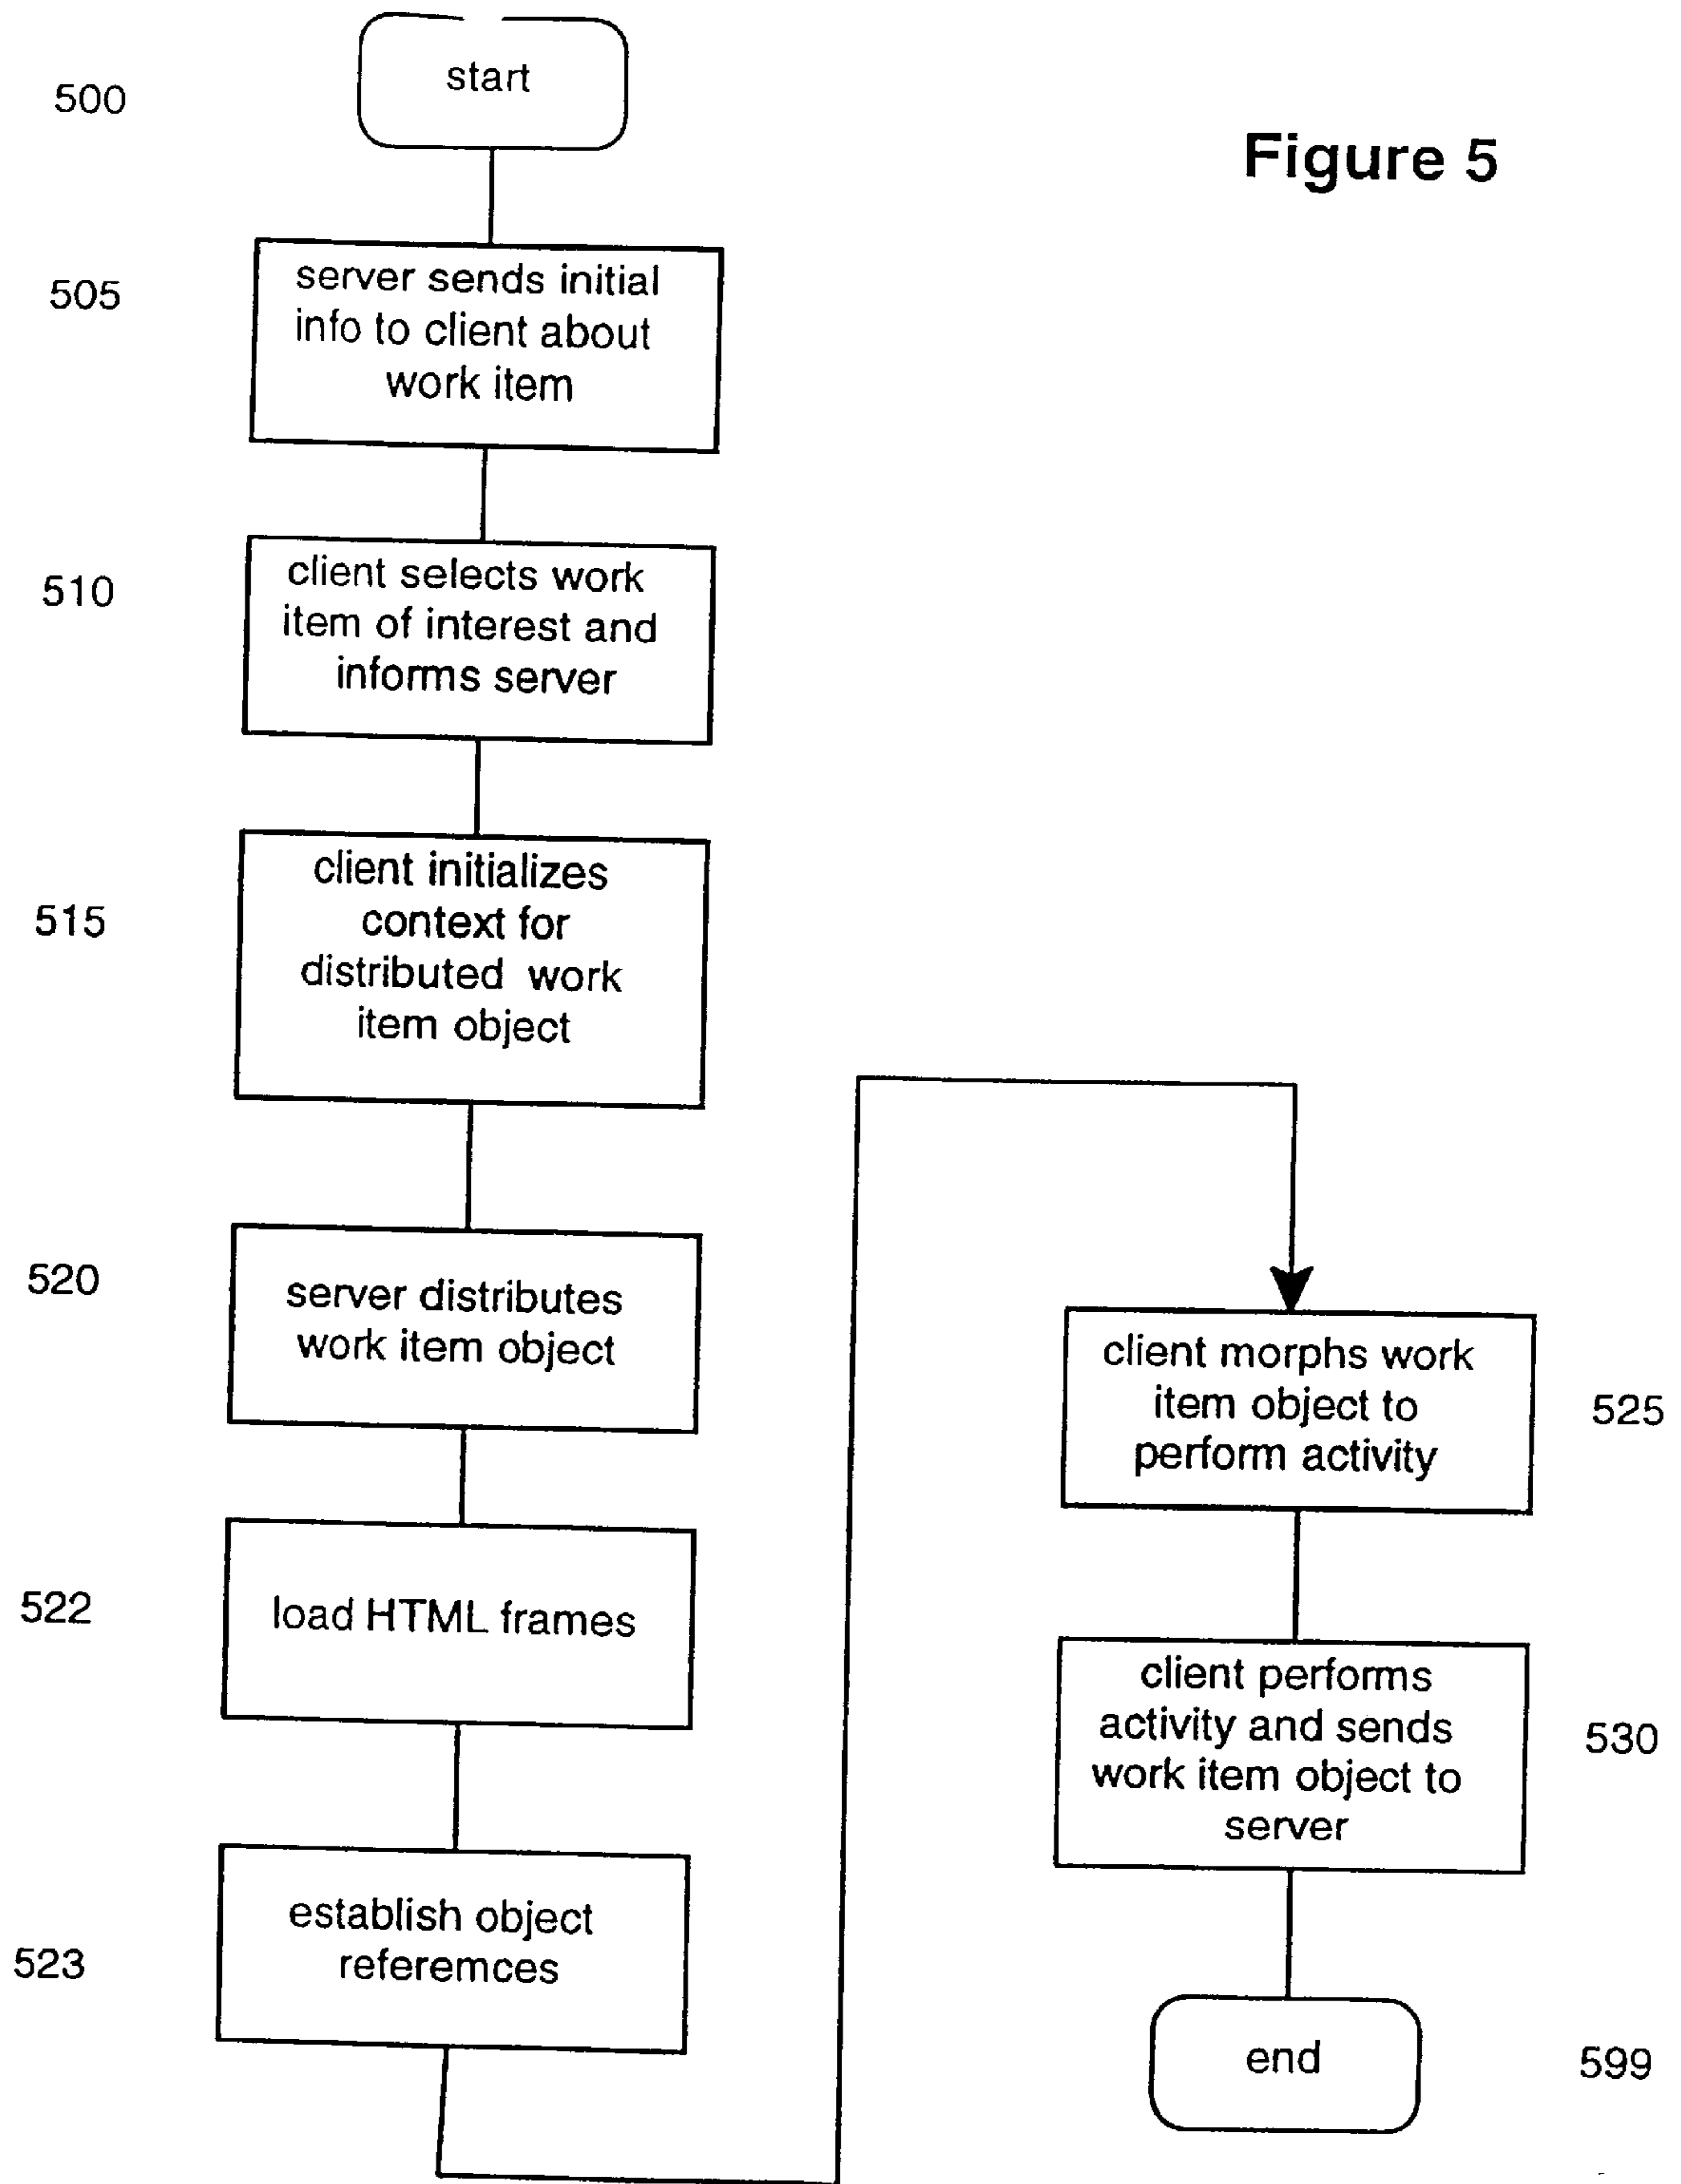 Figure 5
500
start
505
server sends initial
info to client about
work item
510
client selects work
item of interest and
informs server
515
client initializes
context for
distributed work
item object
520
server distributes
work item object
522
load HTML frames
523
establish object
referemces
client morphs work
item object to
perform activity
525
client performs
activity and sends
work item object to
server
530
end
599